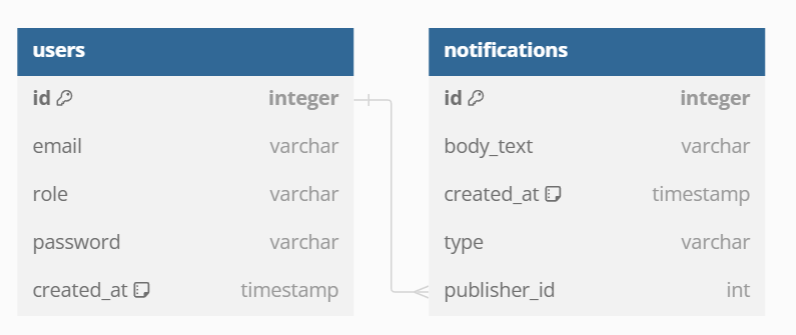 users
id integer
email varchar
role varchar
password varchar
created_at timestamp
notifications
id integer
body_text varchar
created_at timestamp
type varchar
publisher_id int